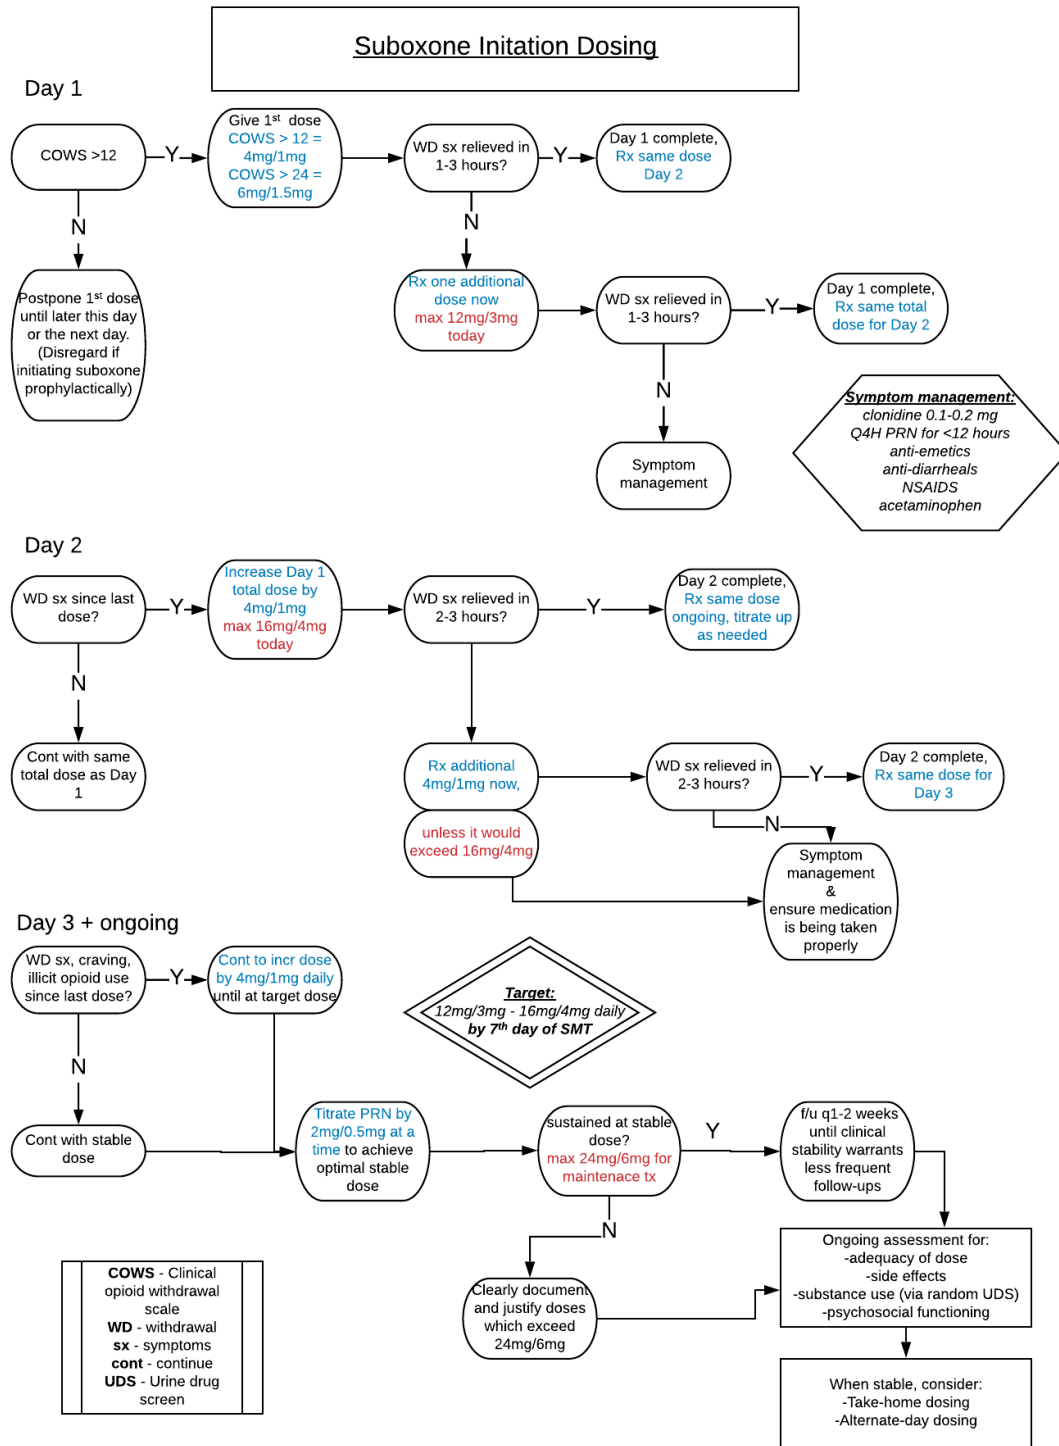 Suboxone Initation Dosing
Day 1
COWS >12
Y
Give 1st dose
COWS > 12 =
4mg/1mg
COWS > 24 =
6mg/1.5mg
WD sx relieved in
1-3 hours?
Y
Day 1 complete,
Rx same dose
Day 2
N
Postpone 1st dose
until later this day
or the next day.
(Disregard if
initiating suboxone
prophylactically)
N
Rx one additional
dose now
max 12mg/3mg
today
WD sx relieved in
1-3 hours?
Y
Day 1 complete,
Rx same total
dose for Day 2
N
Symptom
management
Symptom management:
clonidine 0.1-0.2 mg
Q4H PRN for <12 hours
anti-emetics
anti-diarrheals
NSAIDS
acetaminophen
Day 2
WD sx since last
dose?
Y
Increase Day 1
total dose by
4mg/1mg
max 16mg/4mg
today
WD sx relieved in
2-3 hours?
Y
Day 2 complete,
Rx same dose
ongoing, titrate up
as needed
N
Cont with same
total dose as Day
1
Rx additional
4mg/1mg now,
unless it would
exceed 16mg/4mg
WD sx relieved in
2-3 hours?
Y
Day 2 complete,
Rx same dose for
Day 3
N
Symptom
management
&
ensure medication
is being taken
properly
Day 3 + ongoing
WD sx, craving,
illicit opioid use
since last dose?
Y
Cont to incr dose
by 4mg/1mg daily
until at target dose
Target:
12mg/3mg - 16mg/4mg daily
by 7th day of SMT
N
Cont with stable
dose
Titrate PRN by
2mg/0.5mg at a
time to achieve
optimal stable
dose
sustained at stable
dose?
max 24mg/6mg for
maintenace tx
Y
f/u q1-2 weeks
until clinical
stability warrants
less frequent
follow-ups
N
Clearly document
and justify doses
which exceed
24mg/6mg
Ongoing assessment for:
-adequacy of dose
-side effects
-substance use (via random UDS)
-psychosocial functioning
When stable, consider:
-Take-home dosing
-Alternate-day dosing
COWS - Clinical
opioid withdrawal
scale
WD - withdrawal
sx - symptoms
cont - continue
UDS - Urine drug
screen